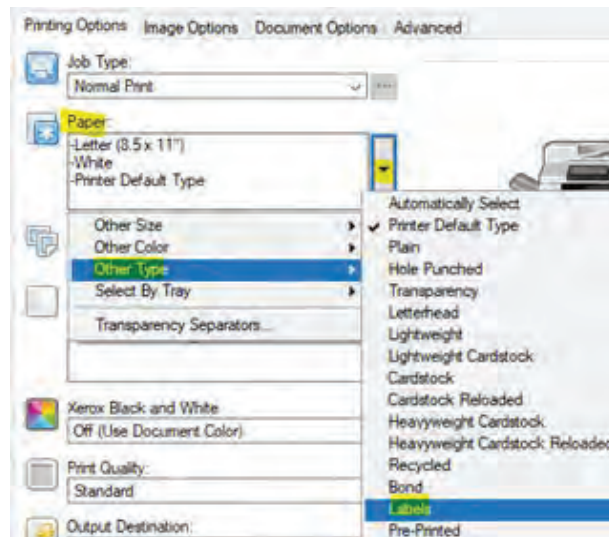 Printing Options Image Options Document Options Advanced
Job Type:
Normal Print
Paper:
-Letter (8.5 x 11")
-White
-Printer Default Type
Other Size
Other Color
Other Type
Select By Tray
Transparency Separators...
Automatically Select
Printer Default Type
Plain
Hole Punched
Transparency
Letterhead
Lightweight
Lightweight Cardstock
Cardstock
Cardstock Reloaded
Heavyweight Cardstock
Heavyweight Cardstock Reloaded
Recycled
Bond
Labels
Pre-Printed
Xerox Black and White
Off (Use Document Color)
Print Quality:
Standard
Output Destination: